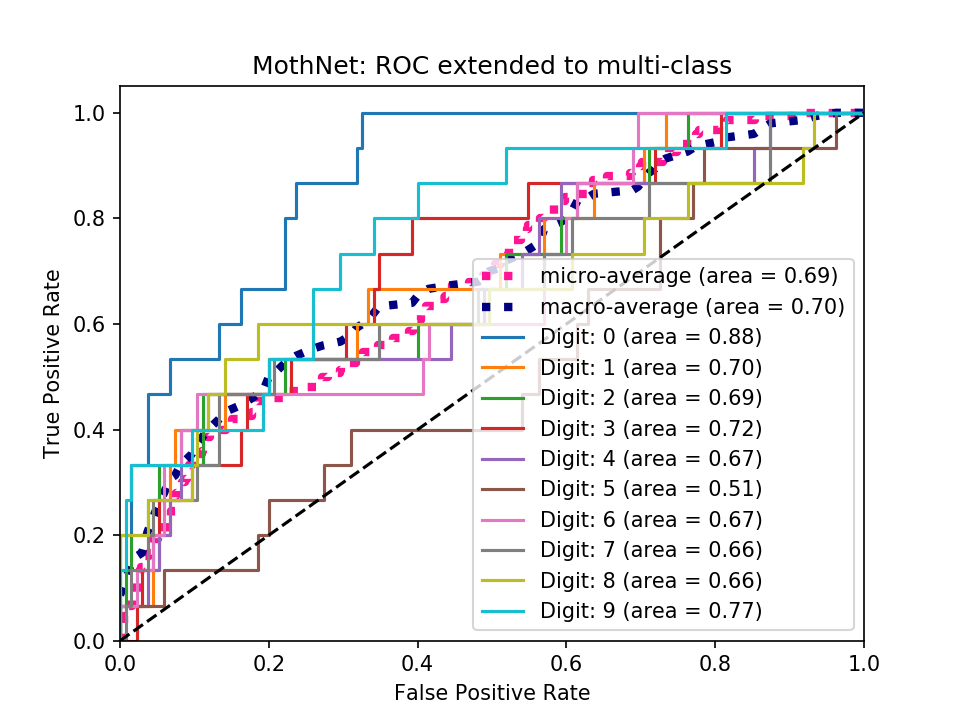 MothNet: ROC extended to multi-class
True Positive Rate
1.0
0.8
0.6
0.4
0.2
0.0
micro-average (area = 0.69)
macro-average (area = 0.70)
Digit: 0 (area = 0.88)
Digit: 1 (area = 0.70)
Digit: 2 (area = 0.69)
Digit: 3 (area = 0.72)
Digit: 4 (area = 0.67)
Digit: 5 (area = 0.51)
Digit: 6 (area = 0.67)
Digit: 7 (area = 0.66)
Digit: 8 (area = 0.66)
Digit: 9 (area = 0.77)
0.0 0.2 0.4 0.6 0.8 1.0
False Positive Rate